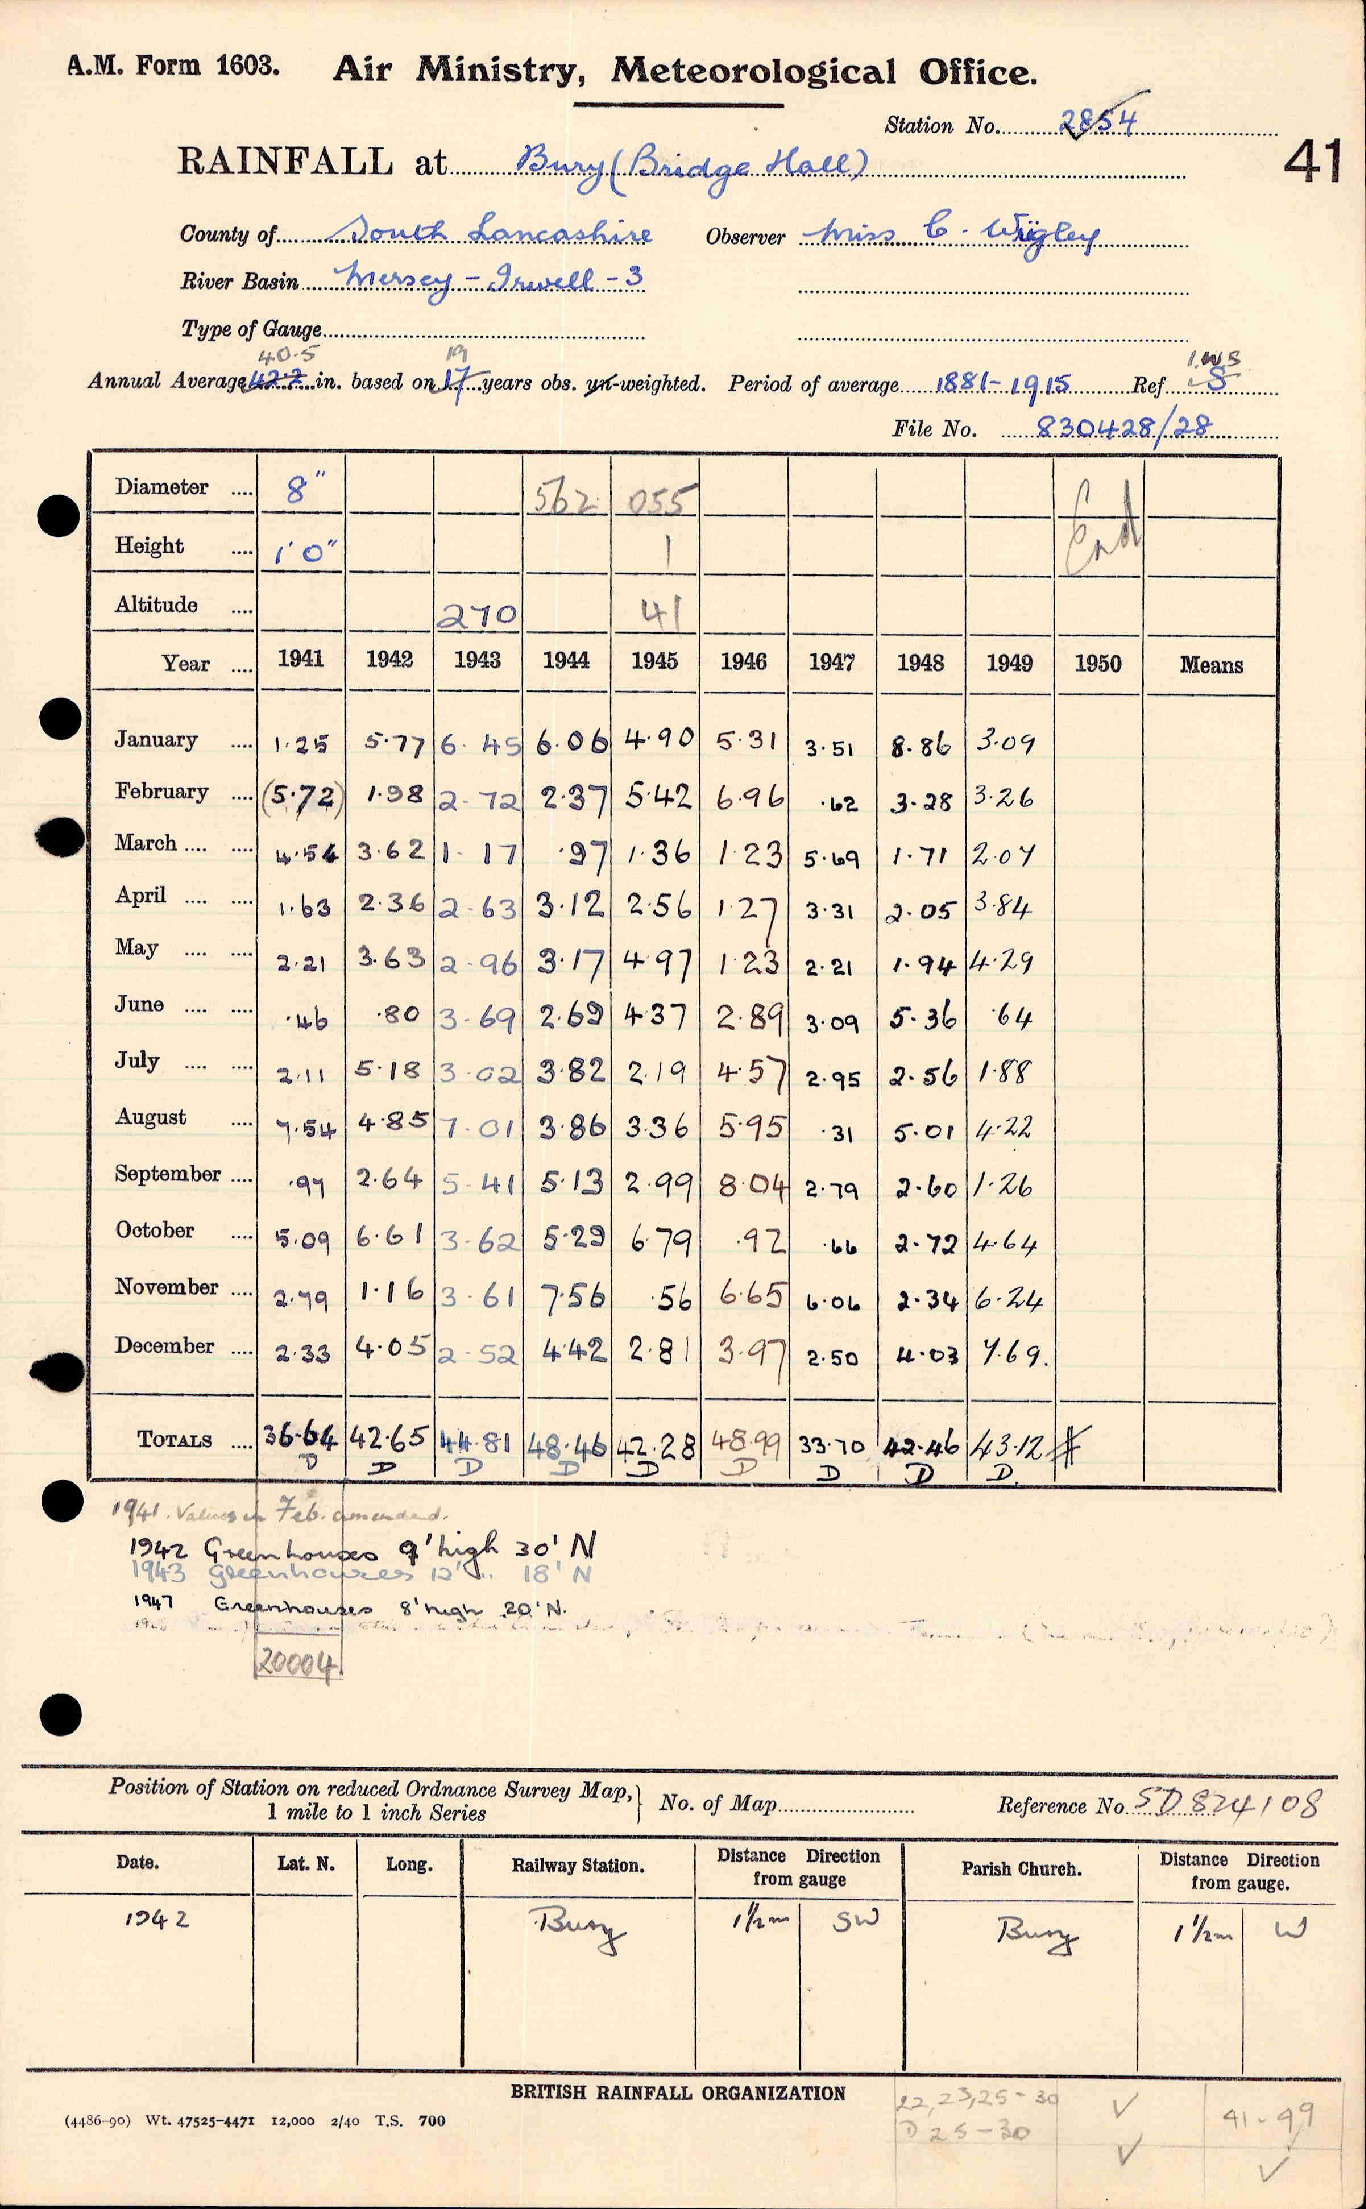 A.M. Form 1603. Air Ministry, Meteorological Office.
Station No. 2854
RAINFALL at Bury (Bridge Hall) 41
County of South Lancashire Observer Miss C. Wigley
River Basin Mersey - Irwell - 3
Type of Gauge
40.5 19 I.W.S
Annual Average 42.2 in. based on 17 years obs. un-weighted. Period of average 1881-1915 Ref S
File No. 830428/28
Diameter .... 8" 562 055 End
Height .... 1'0" 1
Altitude .... 270 41
Year .... 1941 1942 1943 1944 1945 1946 1947 1948 1949 1950 Means
January .... 1.25 5.77 6.45 6.06 4.90 5.31 3.51 8.86 3.09
February .... (5.72) 1.98 2.72 2.37 5.42 6.96 .62 3.28 3.26
March .... .... 4.54 3.62 1.17 .97 1.36 1.23 5.69 1.71 2.07
April .... .... 1.63 2.36 2.63 3.12 2.56 1.27 3.31 2.05 3.84
May .... .... 2.21 3.63 2.96 3.17 4.97 1.23 2.21 1.94 4.29
June .... .... .46 .80 3.69 2.69 4.37 2.89 3.09 5.36 .64
July .... .... 2.11 5.18 3.02 3.82 2.19 4.57 2.95 2.56 1.88
August .... 7.54 4.85 7.01 3.86 3.36 5.95 .31 5.01 4.22
September .... .97 2.64 5.41 5.13 2.99 8.04 2.79 2.60 1.26
October .... 5.09 6.61 3.62 5.29 6.79 .92 .66 2.72 4.64
November .... 2.79 1.16 3.61 7.56 .56 6.65 6.06 2.34 6.24
December .... 2.33 4.05 2.52 4.42 2.81 3.97 2.50 4.03 7.69.
TOTALS .... 36.64 42.65 44.81 48.46 42.28 48.99 33.70 42.46 43.12
D D D D D D D D D.
1941. Values in Feb. amended.
1942 Greenhouses 9' high 30' N
1943 Greenhouses 12' " 18' N
1947 Greenhouses 8' high 20' N.
20004.
Position of Station on reduced Ordnance Survey Map, 1 mile to 1 inch Series } No. of Map Reference No. SD 824108
Date. Lat. N. Long. Railway Station. Distance Direction from gauge Parish Church. Distance Direction from gauge.
1942 Bury 1 1/2 m SW Bury 1 1/2 m W
BRITISH RAINFALL ORGANIZATION
22, 23, 25-30
(4486-90) Wt. 47525-4471 12,000 2/40 T.S. 700 D 25-30 41-49